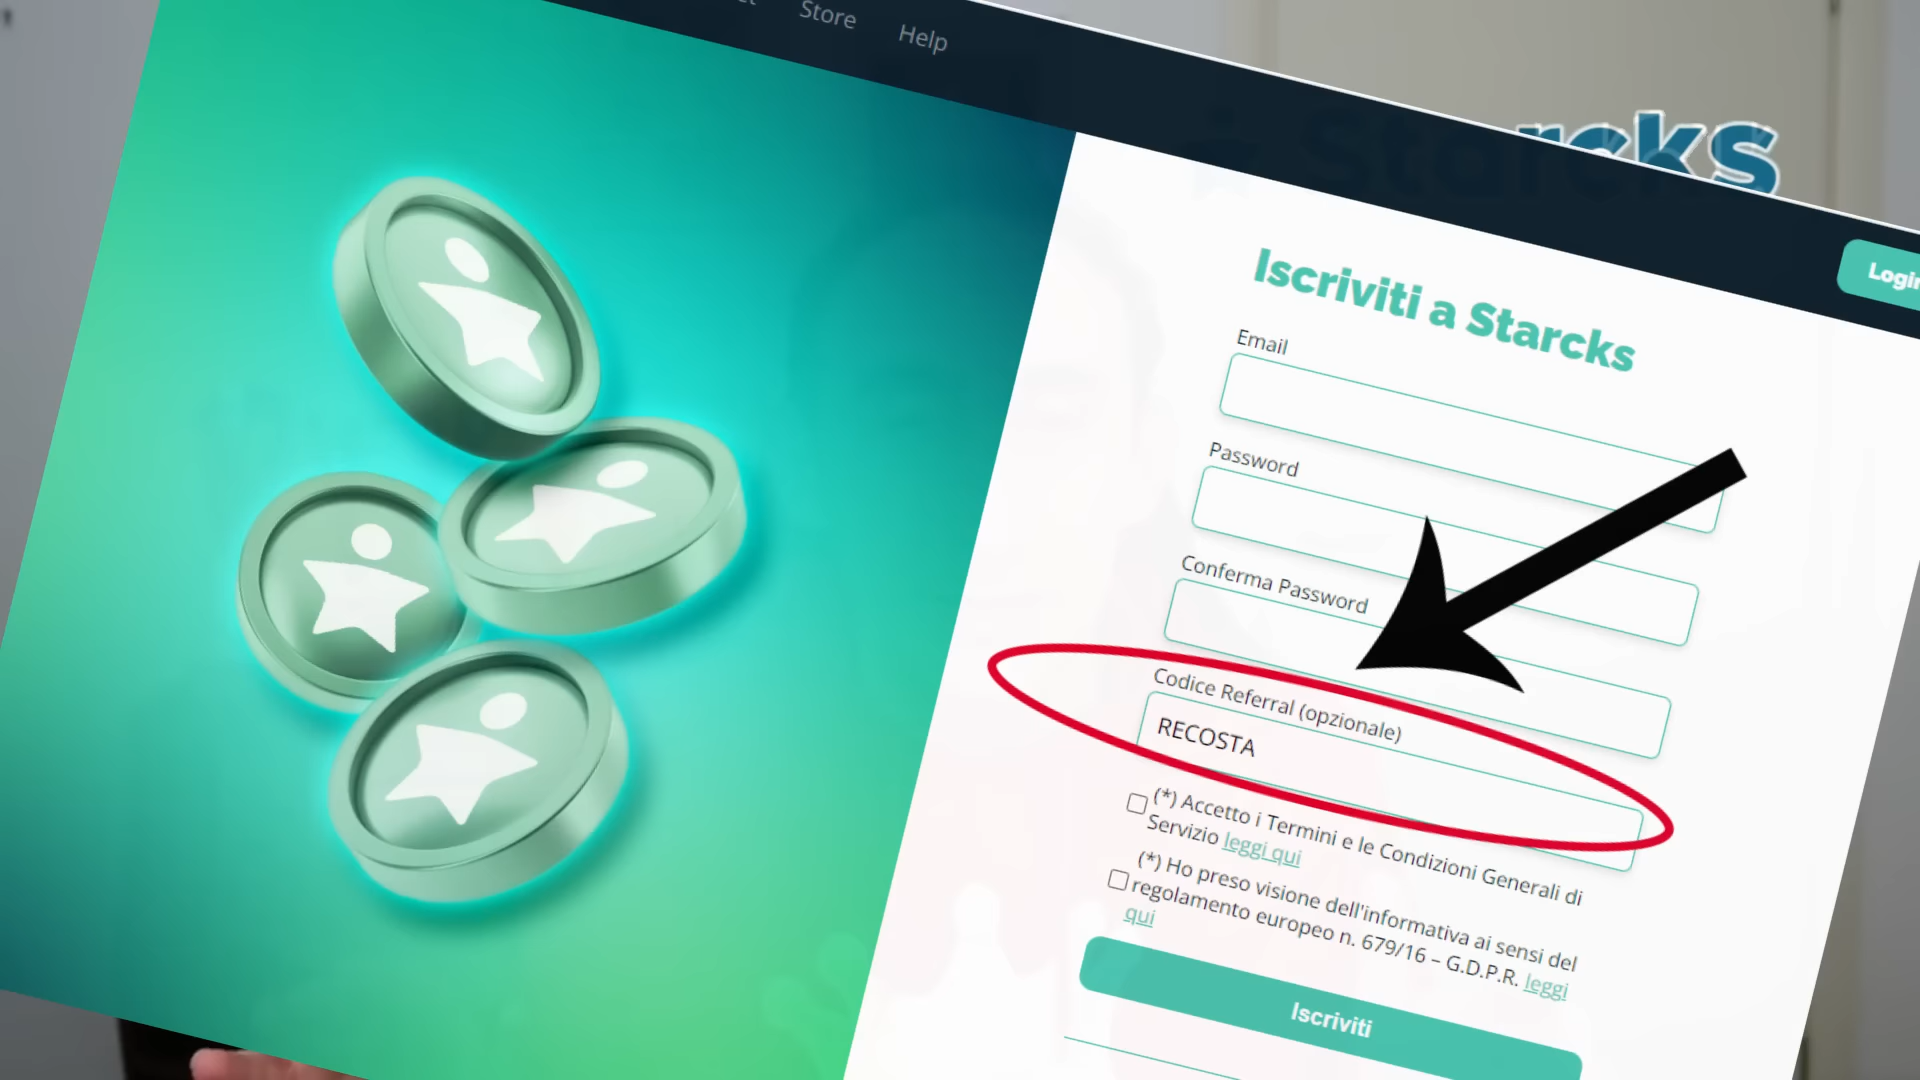 Store
Help
rcks
Login
Iscriviti a Starcks
Email
Password
Conferma Password
Codice Referral (opzionale)
RECOSTA
(*) Accetto i Termini e le Condizioni Generali di
Servizio leggi qui
(*) Ho preso visione dell'informativa ai sensi del
regolamento europeo n. 679/16 – G.D.P.R. leggi
qui
Iscriviti